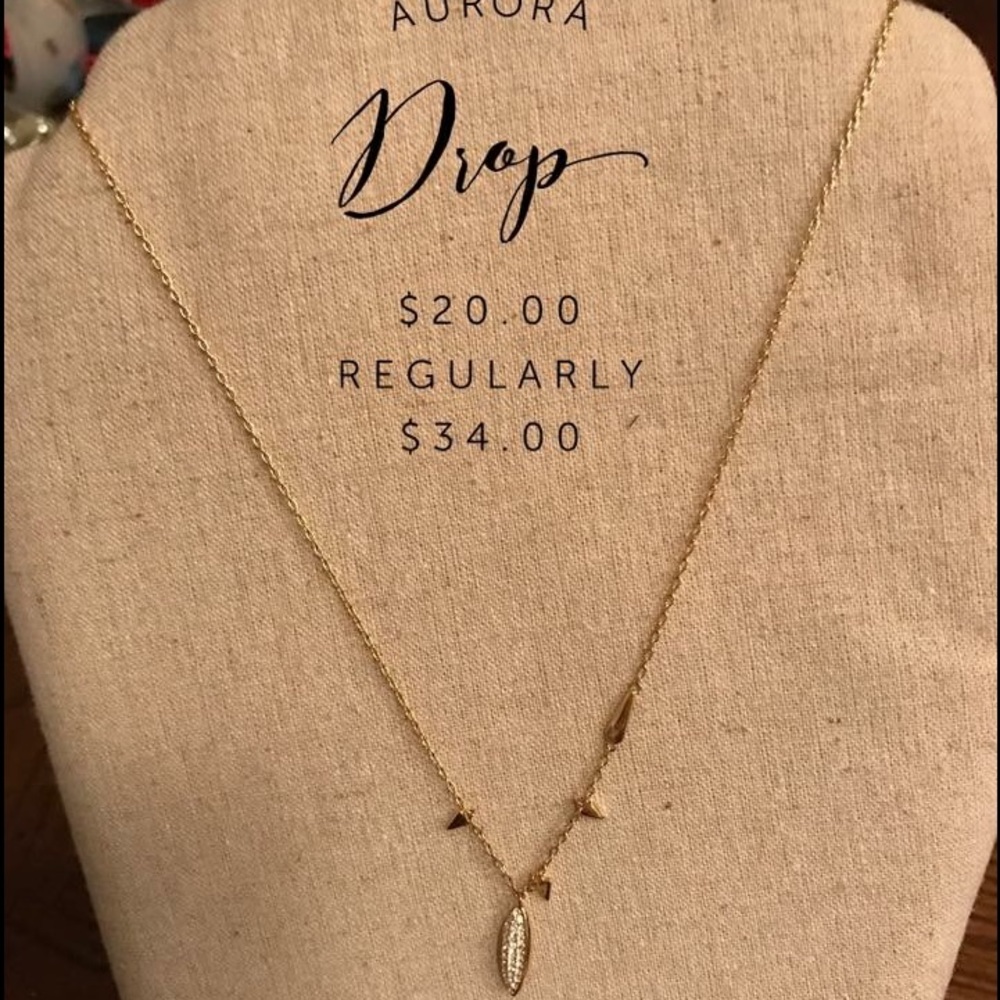 AURORA
Drop
$20.00
REGULARLY
$34.00